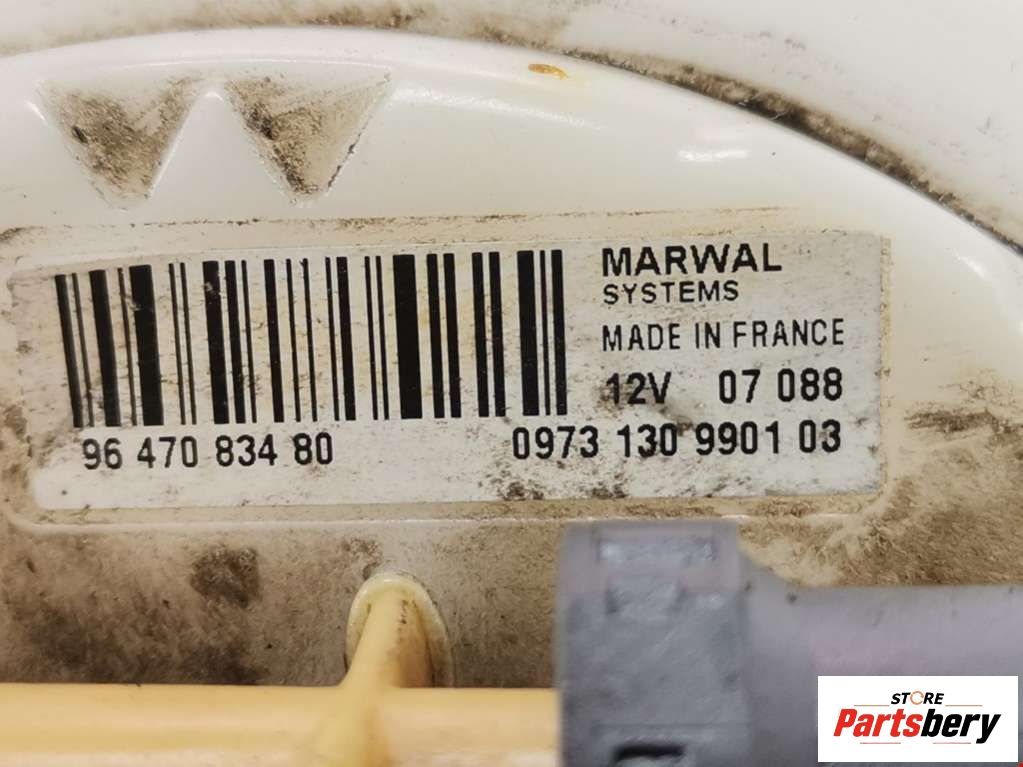 MARWAL
SYSTEMS
MADE IN FRANCE
12V 07 088
96 470 834 80
0973 130 9901 03
STORE
Partsbery